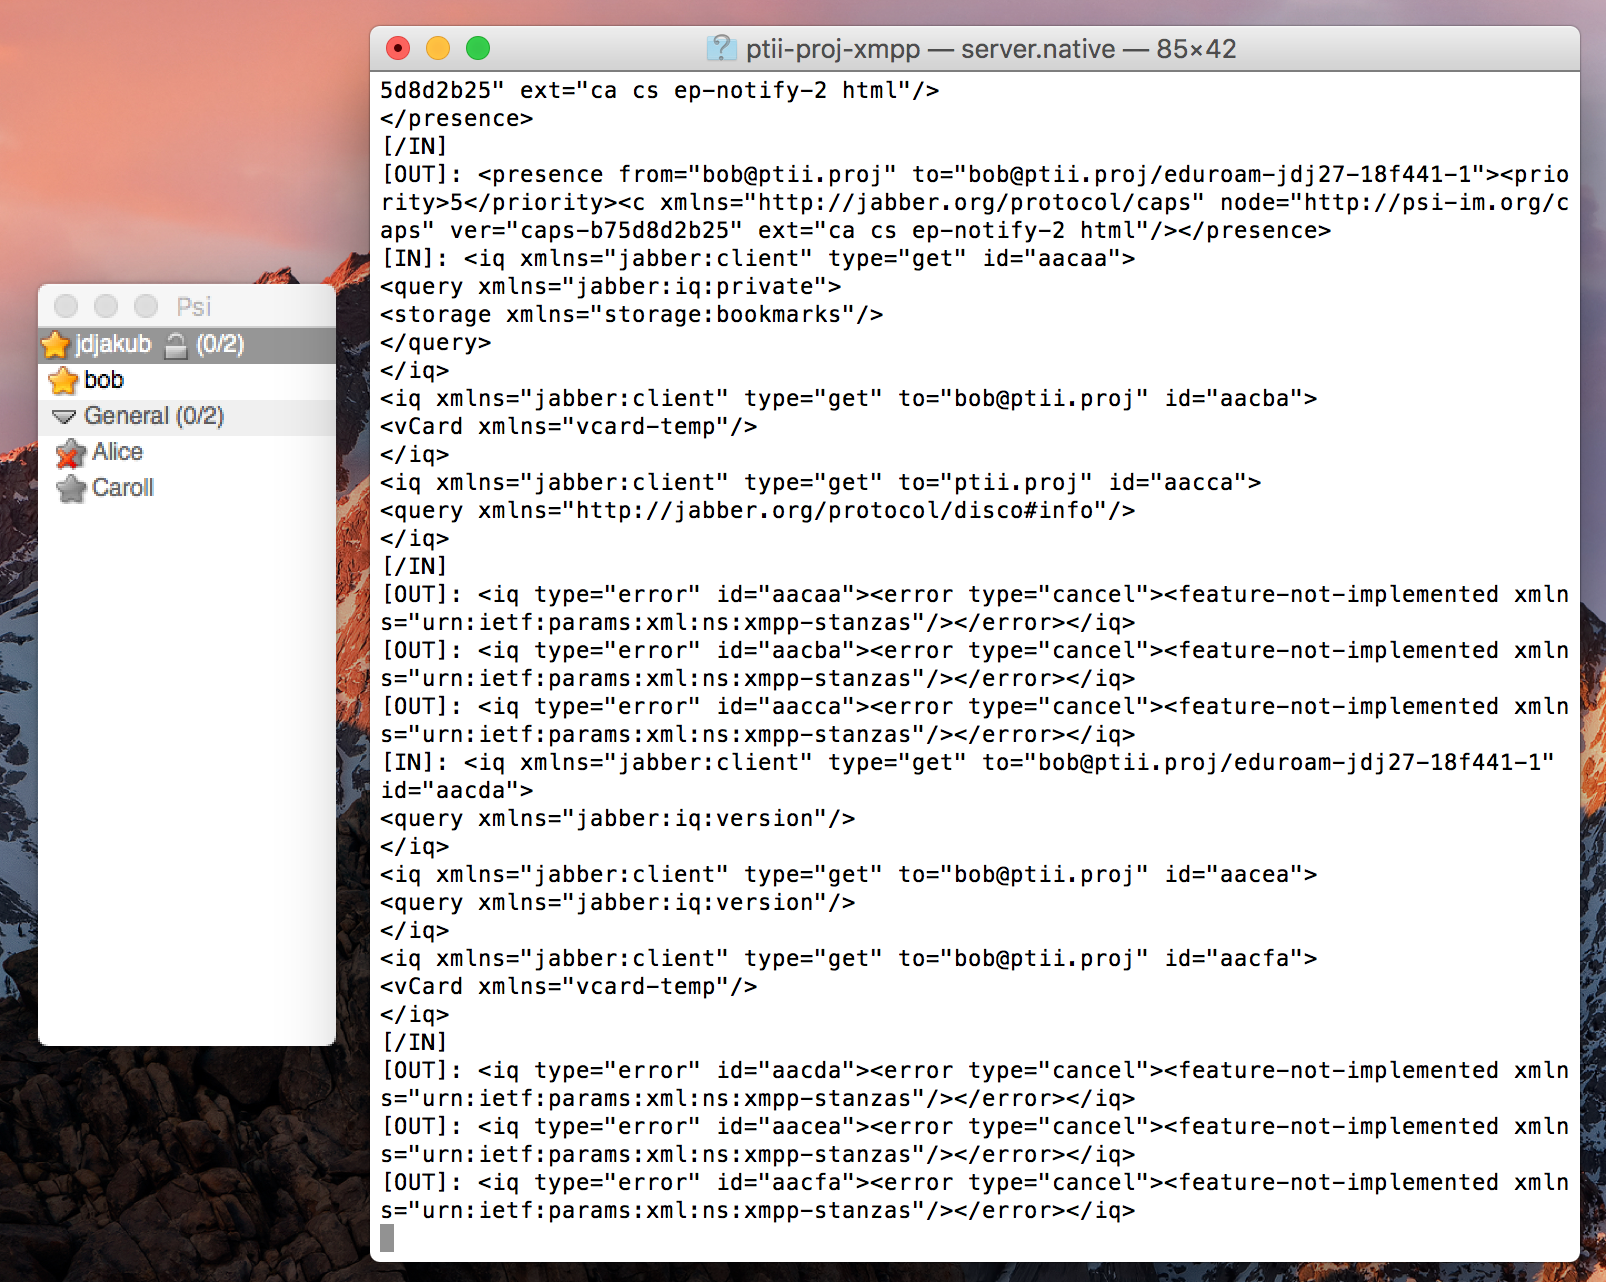 ptii-proj-xmpp — server.native — 85×42
5d8d2b25" ext="ca cs ep-notify-2 html"/>
</presence>
[/IN]
[OUT]: <presence from="bob@ptii.proj" to="bob@ptii.proj/eduroam-jdj27-18f441-1"><prio
rity>5</priority><c xmlns="http://jabber.org/protocol/caps" node="http://psi-im.org/c
aps" ver="caps-b75d8d2b25" ext="ca cs ep-notify-2 html"/></presence>
[IN]: <iq xmlns="jabber:client" type="get" id="aacaa">
<query xmlns="jabber:iq:private">
<storage xmlns="storage:bookmarks"/>
</query>
</iq>
<iq xmlns="jabber:client" type="get" to="bob@ptii.proj" id="aacba">
<vCard xmlns="vcard-temp"/>
</iq>
<iq xmlns="jabber:client" type="get" to="ptii.proj" id="aacca">
<query xmlns="http://jabber.org/protocol/disco#info"/>
</iq>
[/IN]
[OUT]: <iq type="error" id="aacaa"><error type="cancel"><feature-not-implemented xmln
s="urn:ietf:params:xml:ns:xmpp-stanzas"/></error></iq>
[OUT]: <iq type="error" id="aacba"><error type="cancel"><feature-not-implemented xmln
s="urn:ietf:params:xml:ns:xmpp-stanzas"/></error></iq>
[OUT]: <iq type="error" id="aacca"><error type="cancel"><feature-not-implemented xmln
s="urn:ietf:params:xml:ns:xmpp-stanzas"/></error></iq>
[IN]: <iq xmlns="jabber:client" type="get" to="bob@ptii.proj/eduroam-jdj27-18f441-1"
id="aacda">
<query xmlns="jabber:iq:version"/>
</iq>
<iq xmlns="jabber:client" type="get" to="bob@ptii.proj" id="aacea">
<query xmlns="jabber:iq:version"/>
</iq>
<iq xmlns="jabber:client" type="get" to="bob@ptii.proj" id="aacfa">
<vCard xmlns="vcard-temp"/>
</iq>
[/IN]
[OUT]: <iq type="error" id="aacda"><error type="cancel"><feature-not-implemented xmln
s="urn:ietf:params:xml:ns:xmpp-stanzas"/></error></iq>
[OUT]: <iq type="error" id="aacea"><error type="cancel"><feature-not-implemented xmln
s="urn:ietf:params:xml:ns:xmpp-stanzas"/></error></iq>
[OUT]: <iq type="error" id="aacfa"><error type="cancel"><feature-not-implemented xmln
s="urn:ietf:params:xml:ns:xmpp-stanzas"/></error></iq>
Psi
jdjakub (0/2)
bob
General (0/2)
Alice
Caroll